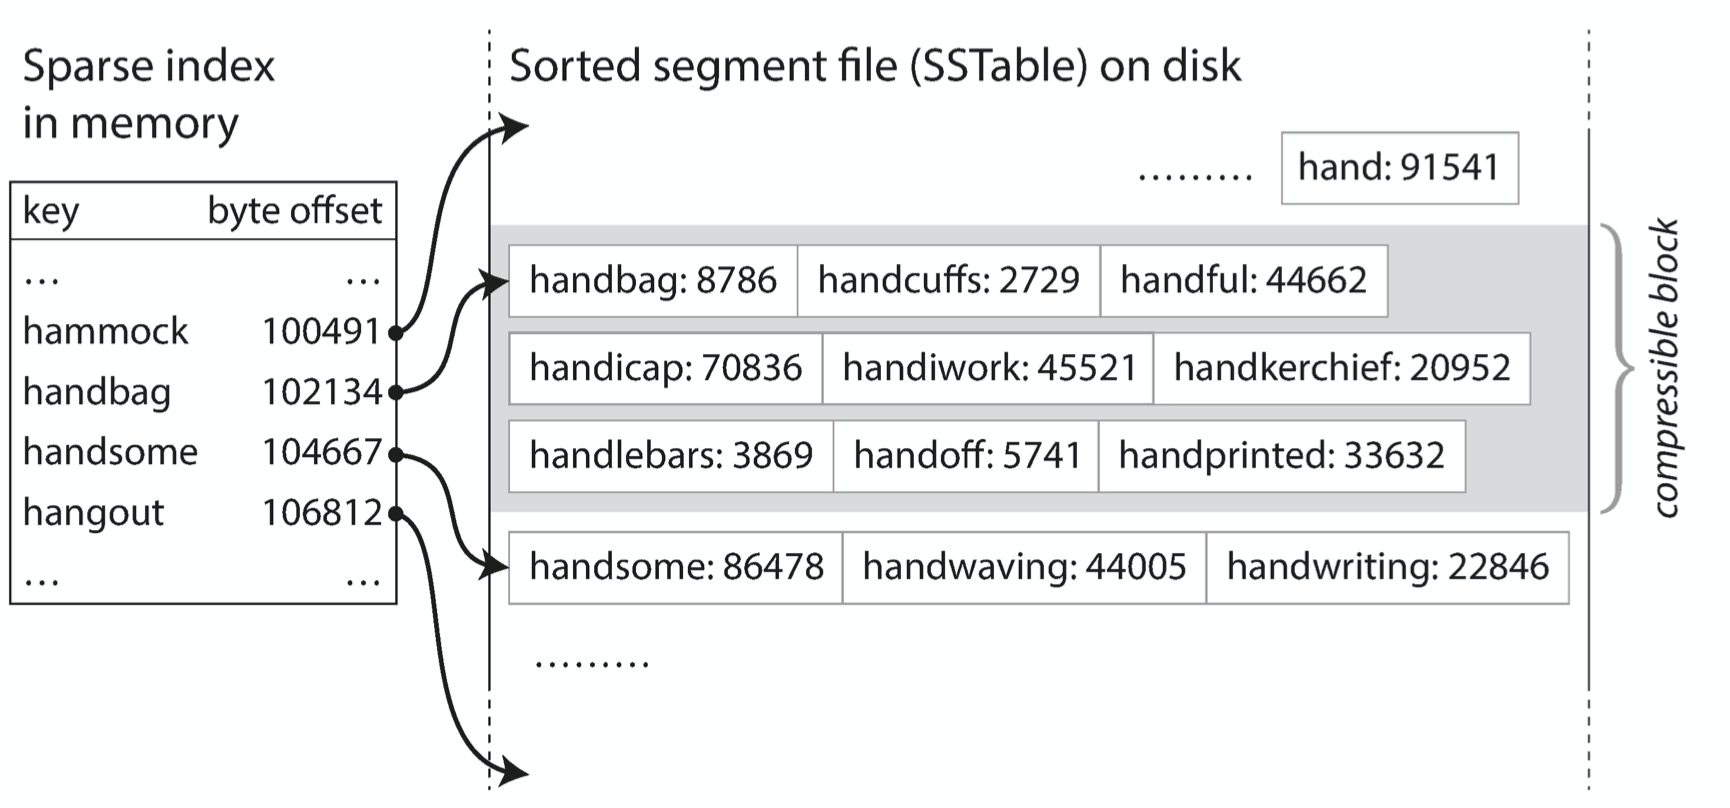 Sparse index
in memory
key byte offset
... ...
hammock 100491
handbag 102134
handsome 104667
hangout 106812
... ...
Sorted segment file (SSTable) on disk
......... hand: 91541
handbag: 8786 handcuffs: 2729 handful: 44662
handicap: 70836 handiwork: 45521 handkerchief: 20952
handlebars: 3869 handoff: 5741 handprinted: 33632
handsome: 86478 handwaving: 44005 handwriting: 22846
.........
compressible block